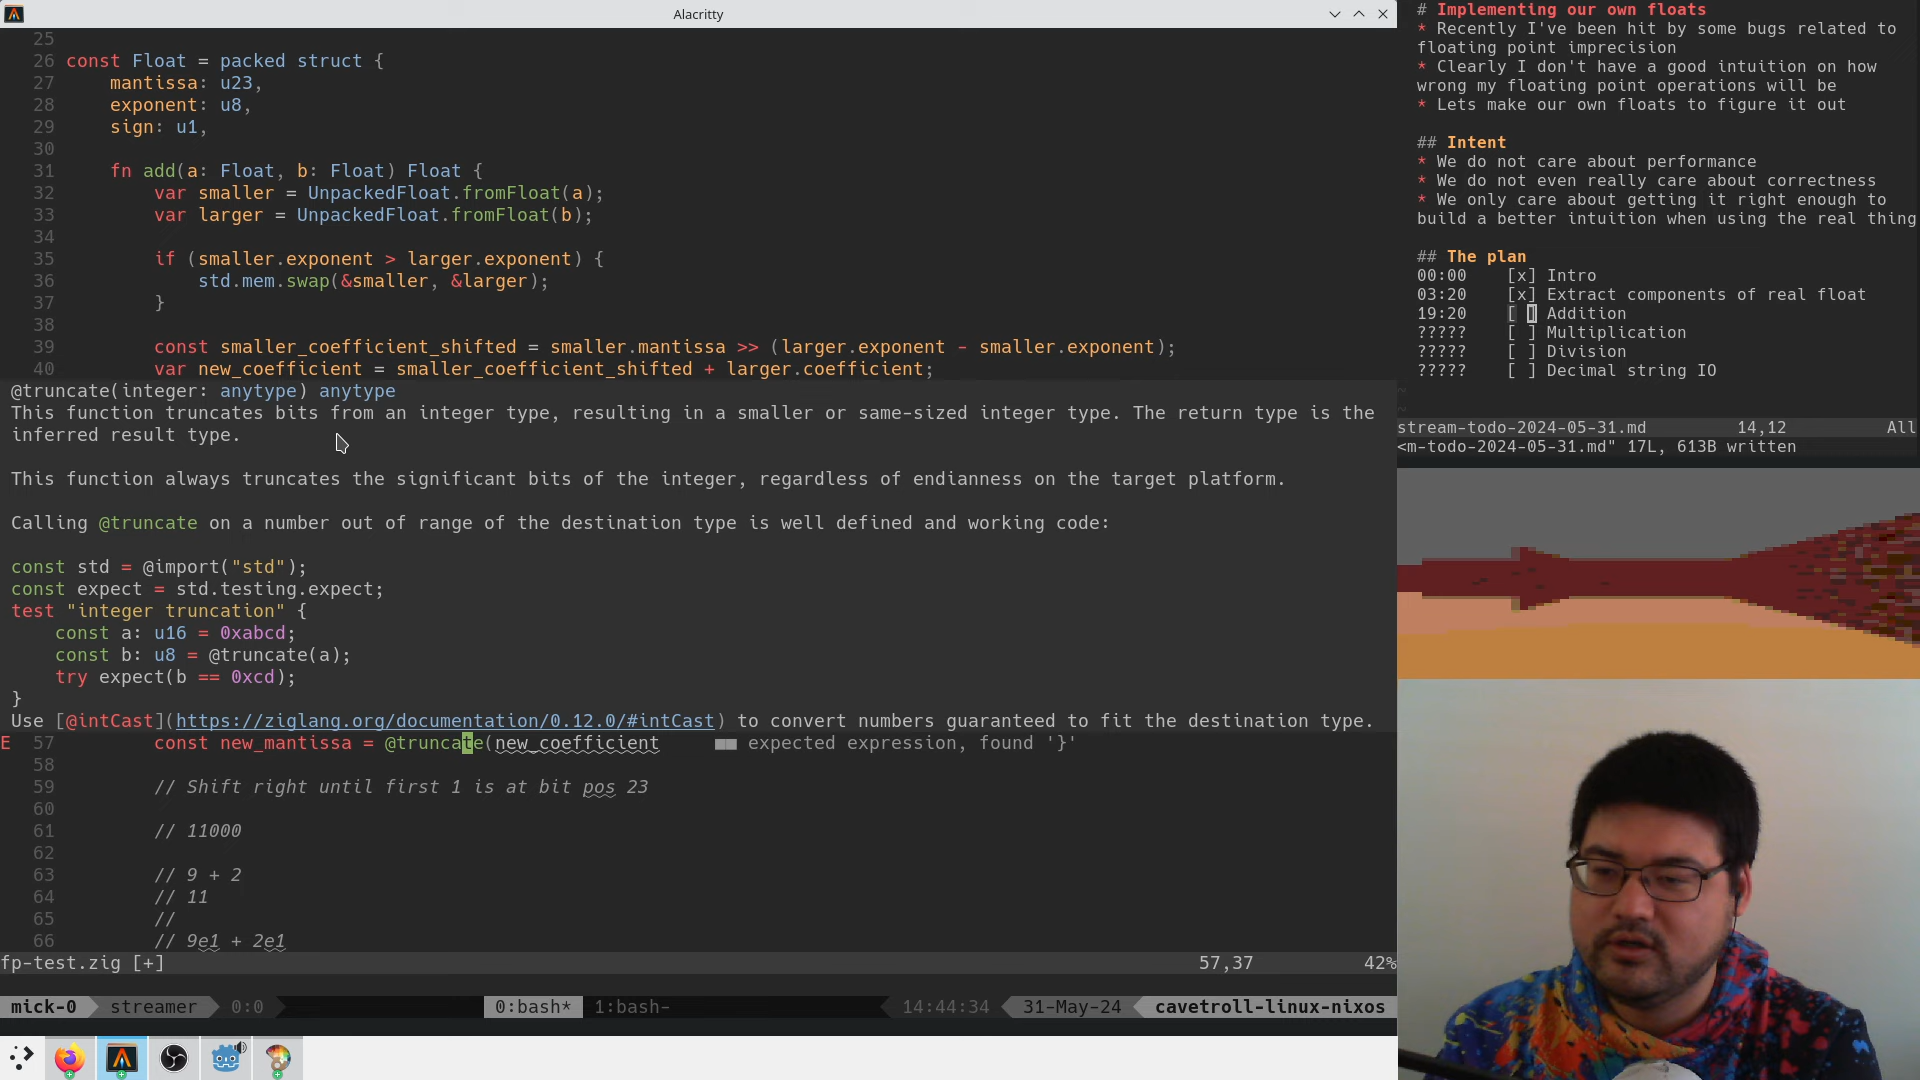 Alacritty
25
26 const Float = packed struct {
27     mantissa: u23,
28     exponent: u8,
29     sign: u1,
30
31     fn add(a: Float, b: Float) Float {
32         var smaller = UnpackedFloat.fromFloat(a);
33         var larger = UnpackedFloat.fromFloat(b);
34
35         if (smaller.exponent > larger.exponent) {
36             std.mem.swap(&smaller, &larger);
37         }
38
39         const smaller_coefficient_shifted = smaller.mantissa >> (larger.exponent - smaller.exponent);
40         var new_coefficient = smaller_coefficient_shifted + larger.coefficient;
@truncate(integer: anytype) anytype
This function truncates bits from an integer type, resulting in a smaller or same-sized integer type. The return type is the
inferred result type.
This function always truncates the significant bits of the integer, regardless of endianness on the target platform.
Calling @truncate on a number out of range of the destination type is well defined and working code:
const std = @import("std");
const expect = std.testing.expect;
test "integer truncation" {
    const a: u16 = 0xabcd;
    const b: u8 = @truncate(a);
    try expect(b == 0xcd);
}
Use [@intCast](https://ziglang.org/documentation/0.12.0/#intCast) to convert numbers guaranteed to fit the destination type.
E 57         const new_mantissa = @truncate(new_coefficient     ■■ expected expression, found '}'
58
59         // Shift right until first 1 is at bit pos 23
60
61         // 11000
62
63         // 9 + 2
64         // 11
65         //
66         // 9e1 + 2e1
fp-test.zig [+] 57,37 42%
mick-0 streamer 0:0 0:bash* 1:bash- 14:44:34 31-May-24 cavetroll-linux-nixos
# Implementing our own floats
* Recently I've been hit by some bugs related to
floating point imprecision
* Clearly I don't have a good intuition on how
wrong my floating point operations will be
* Lets make our own floats to figure it out
## Intent
* We do not care about performance
* We do not even really care about correctness
* We only care about getting it right enough to
build a better intuition when using the real thing
## The plan
00:00    [x] Intro
03:20    [x] Extract components of real float
19:20    [ ] Addition
?????    [ ] Multiplication
?????    [ ] Division
?????    [ ] Decimal string IO
~
~
stream-todo-2024-05-31.md 14,12 All
<m-todo-2024-05-31.md" 17L, 613B written